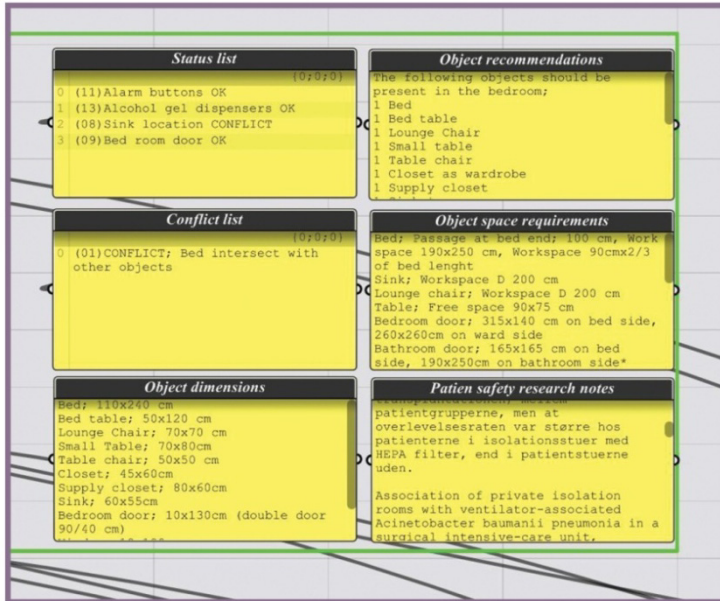 Status list
{0;0;0}
0 (11)Alarm buttons OK
1 (13)Alcohol gel dispensers OK
2 (08)Sink location CONFLICT
3 (09)Bed room door OK
Object recommendations
The following objects should be
present in the bedroom;
1 Bed
1 Bed table
1 Lounge Chair
1 Small table
1 Table chair
1 Closet as wardrobe
1 Supply closet
Conflict list
{0;0;0}
0 (01)CONFLICT; Bed intersect with
other objects
Object space requirements
Bed; Passage at bed end; 100 cm, Work
space 190x250 cm, Workspace 90cmx2/3
of bed lenght
Sink; Workspace D 200 cm
Lounge chair; Workspace D 200 cm
Table; Free space 90x75 cm
Bedroom door; 315x140 cm on bed side,
260x260cm on ward side
Bathroom door; 165x165 cm on bed
side, 190x250cm on bathroom side*
Object dimensions
Bed; 110x240 cm
Bed table; 50x120 cm
Lounge Chair; 70x70 cm
Small Table; 70x80cm
Table chair; 50x50 cm
Closet; 45x60cm
Supply closet; 80x60cm
Sink; 60x55cm
Bedroom door; 10x130cm (double door
90/40 cm)
Patien safety research notes
patientgrupperne, men at
overlevelsesraten var større hos
patienterne i isolationsstuer med
HEPA filter, end i patientstuerne
uden.
Association of private isolation
rooms with ventilator-associated
Acinetobacter baumanii pneumonia in a
surgical intensive-care unit,